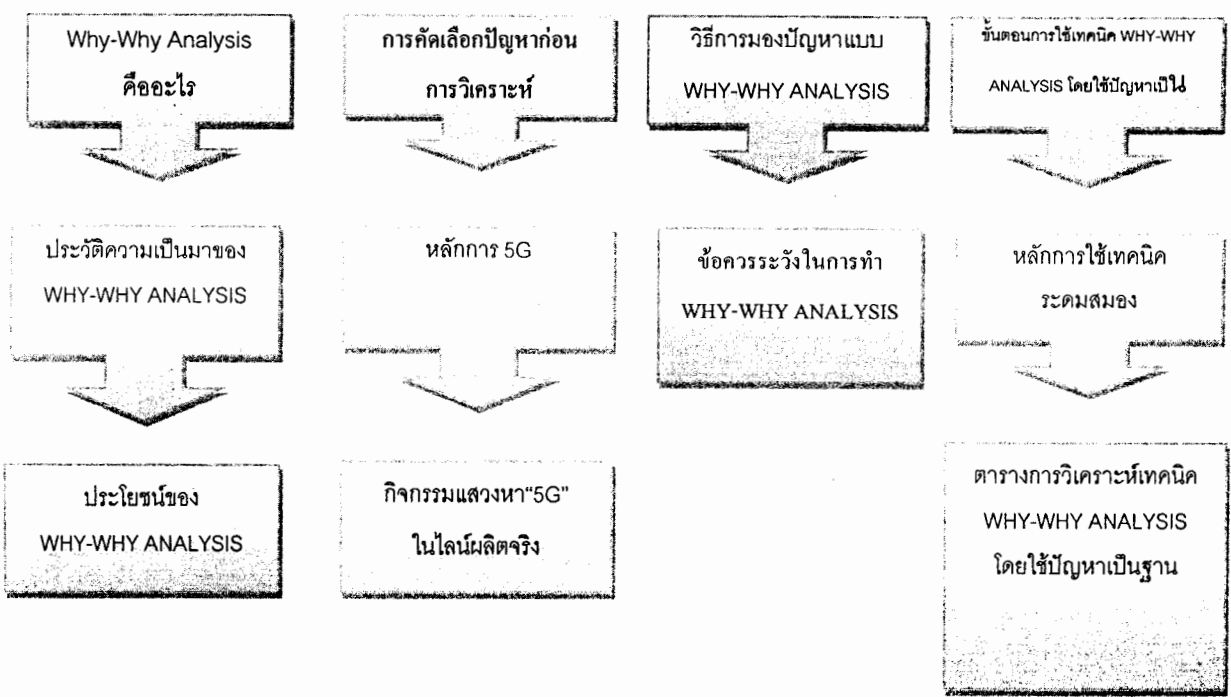 Why-Why Analysis
คืออะไร
ประวัติความเป็นมาของ
WHY-WHY ANALYSIS
ประโยชน์ของ
WHY-WHY ANALYSIS
การคัดเลือกปัญหาก่อน
การวิเคราะห์
หลักการ 5G
กิจกรรมแสวงหา“5G”
ในไลน์ผลิตจริง
วิธีการมองปัญหาแบบ
WHY-WHY ANALYSIS
ข้อควรระวังในการทำ
WHY-WHY ANALYSIS
ขั้นตอนการใช้เทคนิค WHY-WHY
ANALYSIS โดยใช้ปัญหาเป็น
หลักการใช้เทคนิค
ระดมสมอง
ตารางการวิเคราะห์เทคนิค
WHY-WHY ANALYSIS
โดยใช้ปัญหาเป็นฐาน